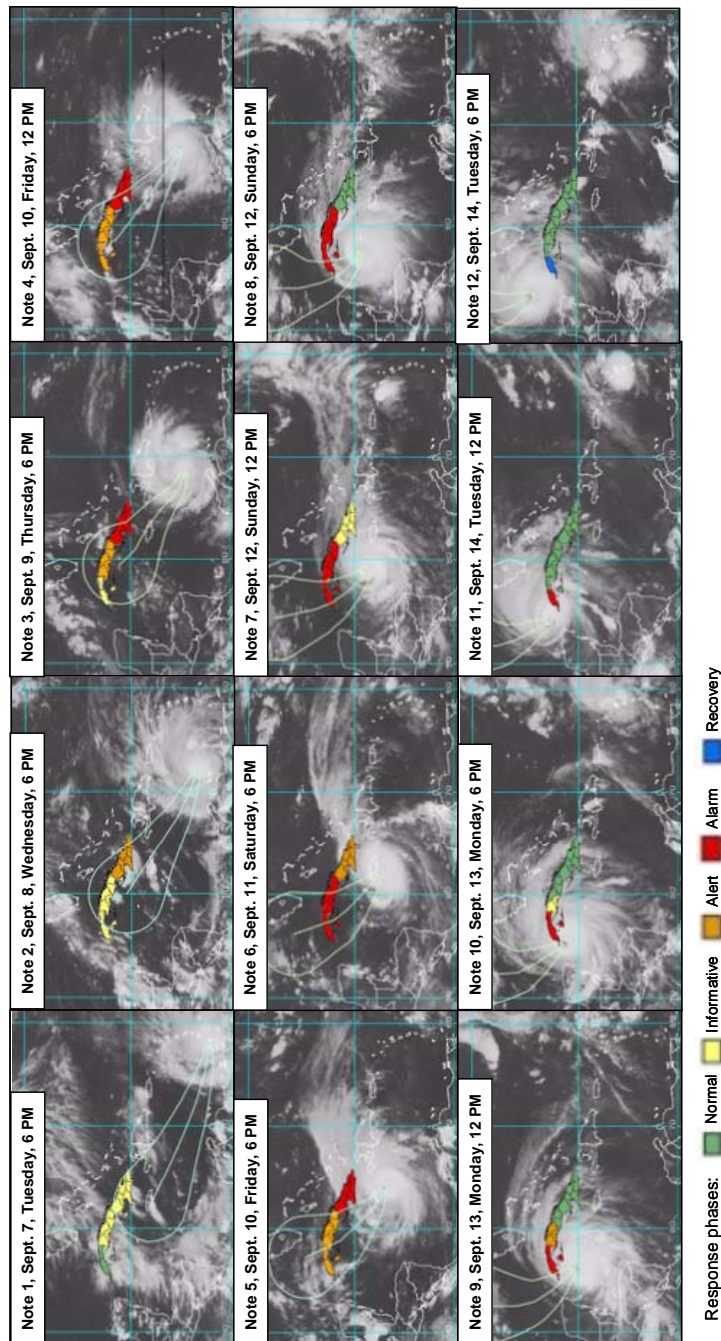 Note 1, Sept. 7, Tuesday, 6 PM
Note 2, Sept. 8, Wednesday, 6 PM
Note 3, Sept. 9, Thursday, 6 PM
Note 4, Sept. 10, Friday, 12 PM
Note 5, Sept. 10, Friday, 6 PM
Note 6, Sept. 11, Saturday, 6 PM
Note 7, Sept. 12, Sunday, 12 PM
Note 8, Sept. 12, Sunday, 6 PM
Note 9, Sept. 13, Monday, 12 PM
Note 10, Sept. 13, Monday, 6 PM
Note 11, Sept. 14, Tuesday, 12 PM
Note 12, Sept. 14, Tuesday, 6 PM
Response phases: Normal Informative Alert Alarm Recovery